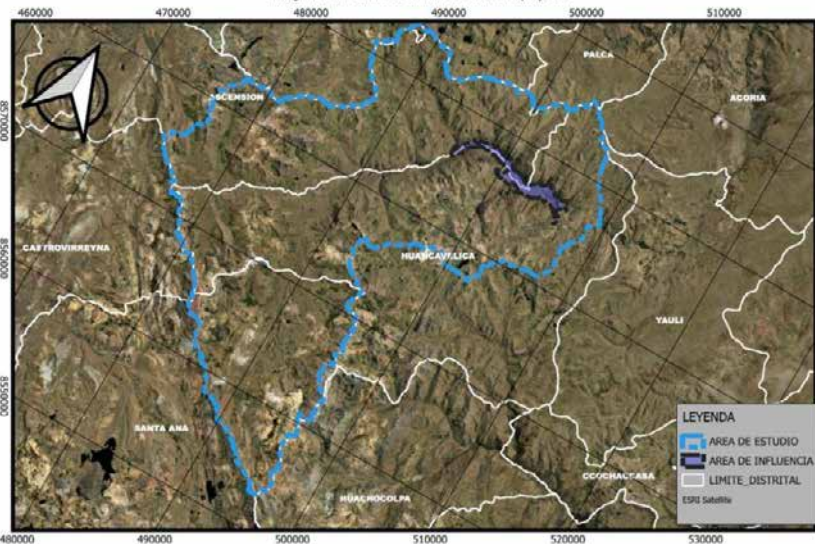 460000 470000 480000 490000 500000 510000
PALCA
ASCENSION
ACORIA
8570000
CASTROVIRREYNA
8560000
HUANCAVELICA
YAULI
8550000
LEYENDA
AREA DE ESTUDIO
SANTA ANA
AREA DE INFLUENCIA
CCOCHACCASA
LIMITE_DISTRITAL
HUACHOCOLPA
ESRI Satellite
480000 490000 500000 510000 520000 530000